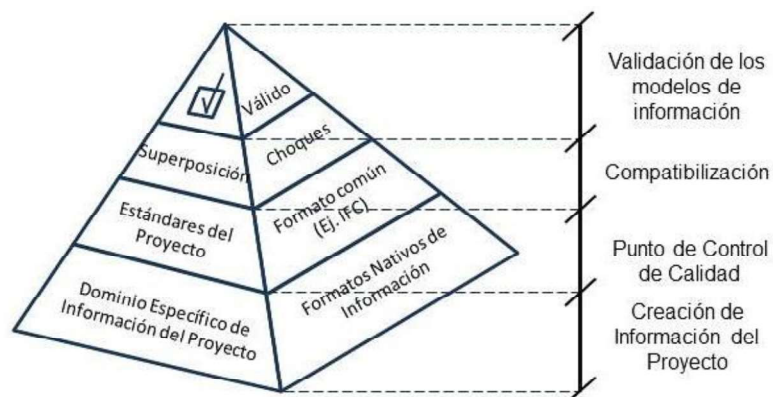 Válido
Superposición
Choques
Estándares del
Proyecto
Formato común
(Ej. IFC)
Dominio Específico de
Información del Proyecto
Formatos Nativos de
Información
Validación de los
modelos de
información
Compatibilización
Punto de Control
de Calidad
Creación de
Información del
Proyecto